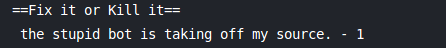 ==Fix it or Kill it==
the stupid bot is taking off my source. - 1